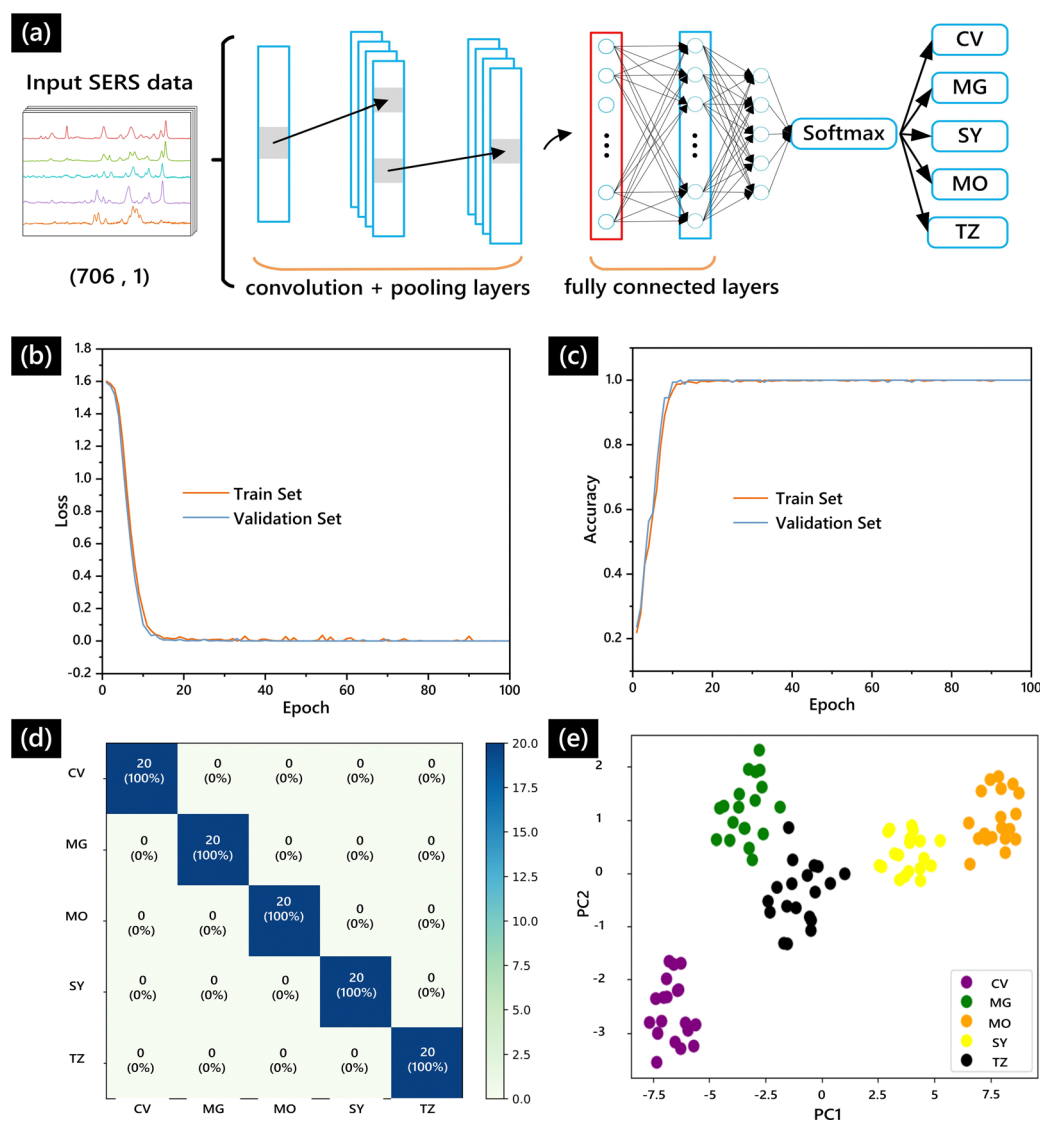 (a)
Input SERS data
(706 , 1)
convolution + pooling layers
fully connected layers
Softmax
CV
MG
SY
MO
TZ
(b)
1.8
1.6
1.4
1.2
1.0
0.8
0.6
0.4
0.2
0.0
-0.2
0 20 40 60 80 100
Loss
Epoch
Train Set
Validation Set
(c)
1.0
0.8
0.6
0.4
0.2
0 20 40 60 80 100
Accuracy
Epoch
Train Set
Validation Set
(d)
CV
MG
MO
SY
TZ
20 0 0 0 0
(100%) (0%) (0%) (0%) (0%)
0 20 0 0 0
(0%) (100%) (0%) (0%) (0%)
0 0 20 0 0
(0%) (0%) (100%) (0%) (0%)
0 0 0 20 0
(0%) (0%) (0%) (100%) (0%)
0 0 0 0 20
(0%) (0%) (0%) (0%) (100%)
CV MG MO SY TZ
20.0
17.5
15.0
12.5
10.0
7.5
5.0
2.5
0.0
(e)
2
1
0
-1
-2
-3
PC2
-7.5 -5 -2.5 0 2.5 5 7.5
PC1
CV
MG
MO
SY
TZ